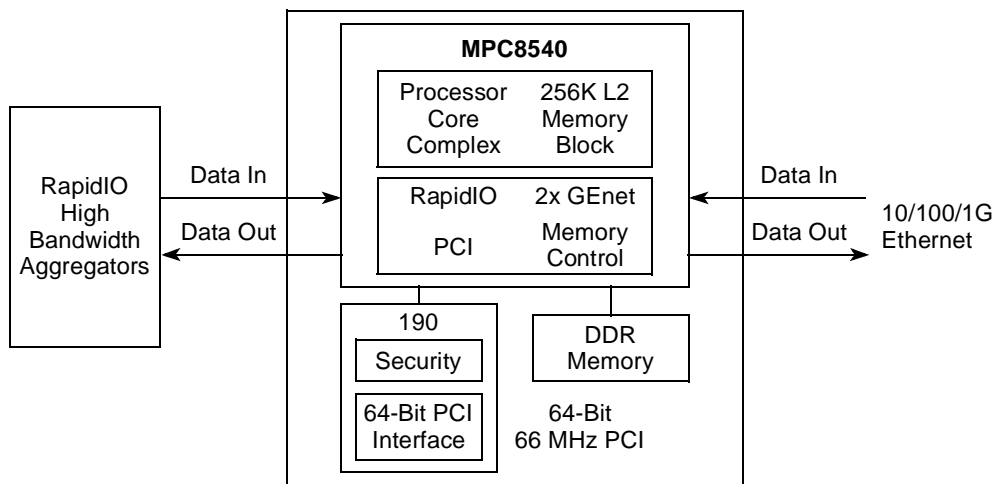 MPC8540
Processor
Core
Complex
256K L2
Memory
Block
RapidIO
High
Bandwidth
Aggregators
Data In
Data Out
RapidIO
2x GEnet
PCI
Memory
Control
Data In
Data Out
10/100/1G
Ethernet
190
Security
64-Bit PCI
Interface
DDR
Memory
64-Bit
66 MHz PCI